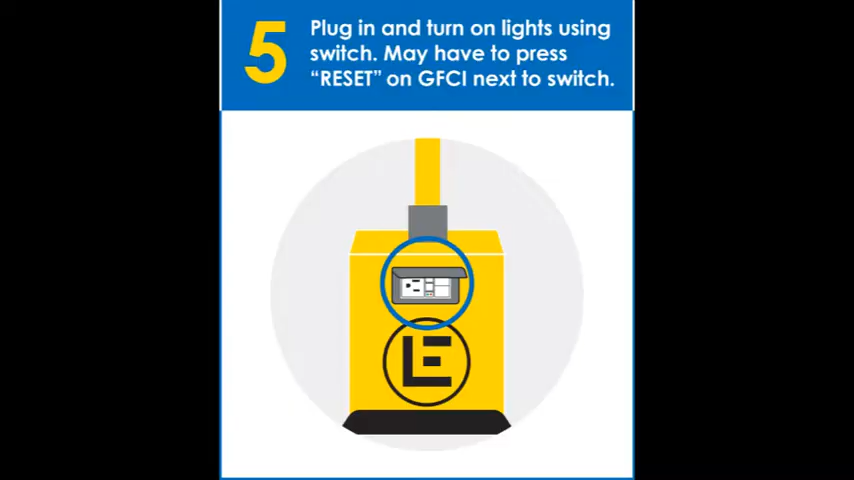 5
Plug in and turn on lights using
switch. May have to press
“RESET” on GFCI next to switch.
LE